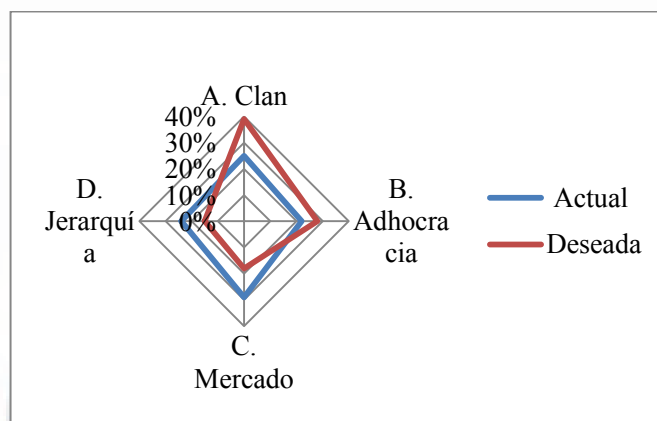 A. Clan
40%
30%
20%
10%
0%
B.
Adhocra
cia
C.
Mercado
D.
Jerarquí
a
Actual
Deseada